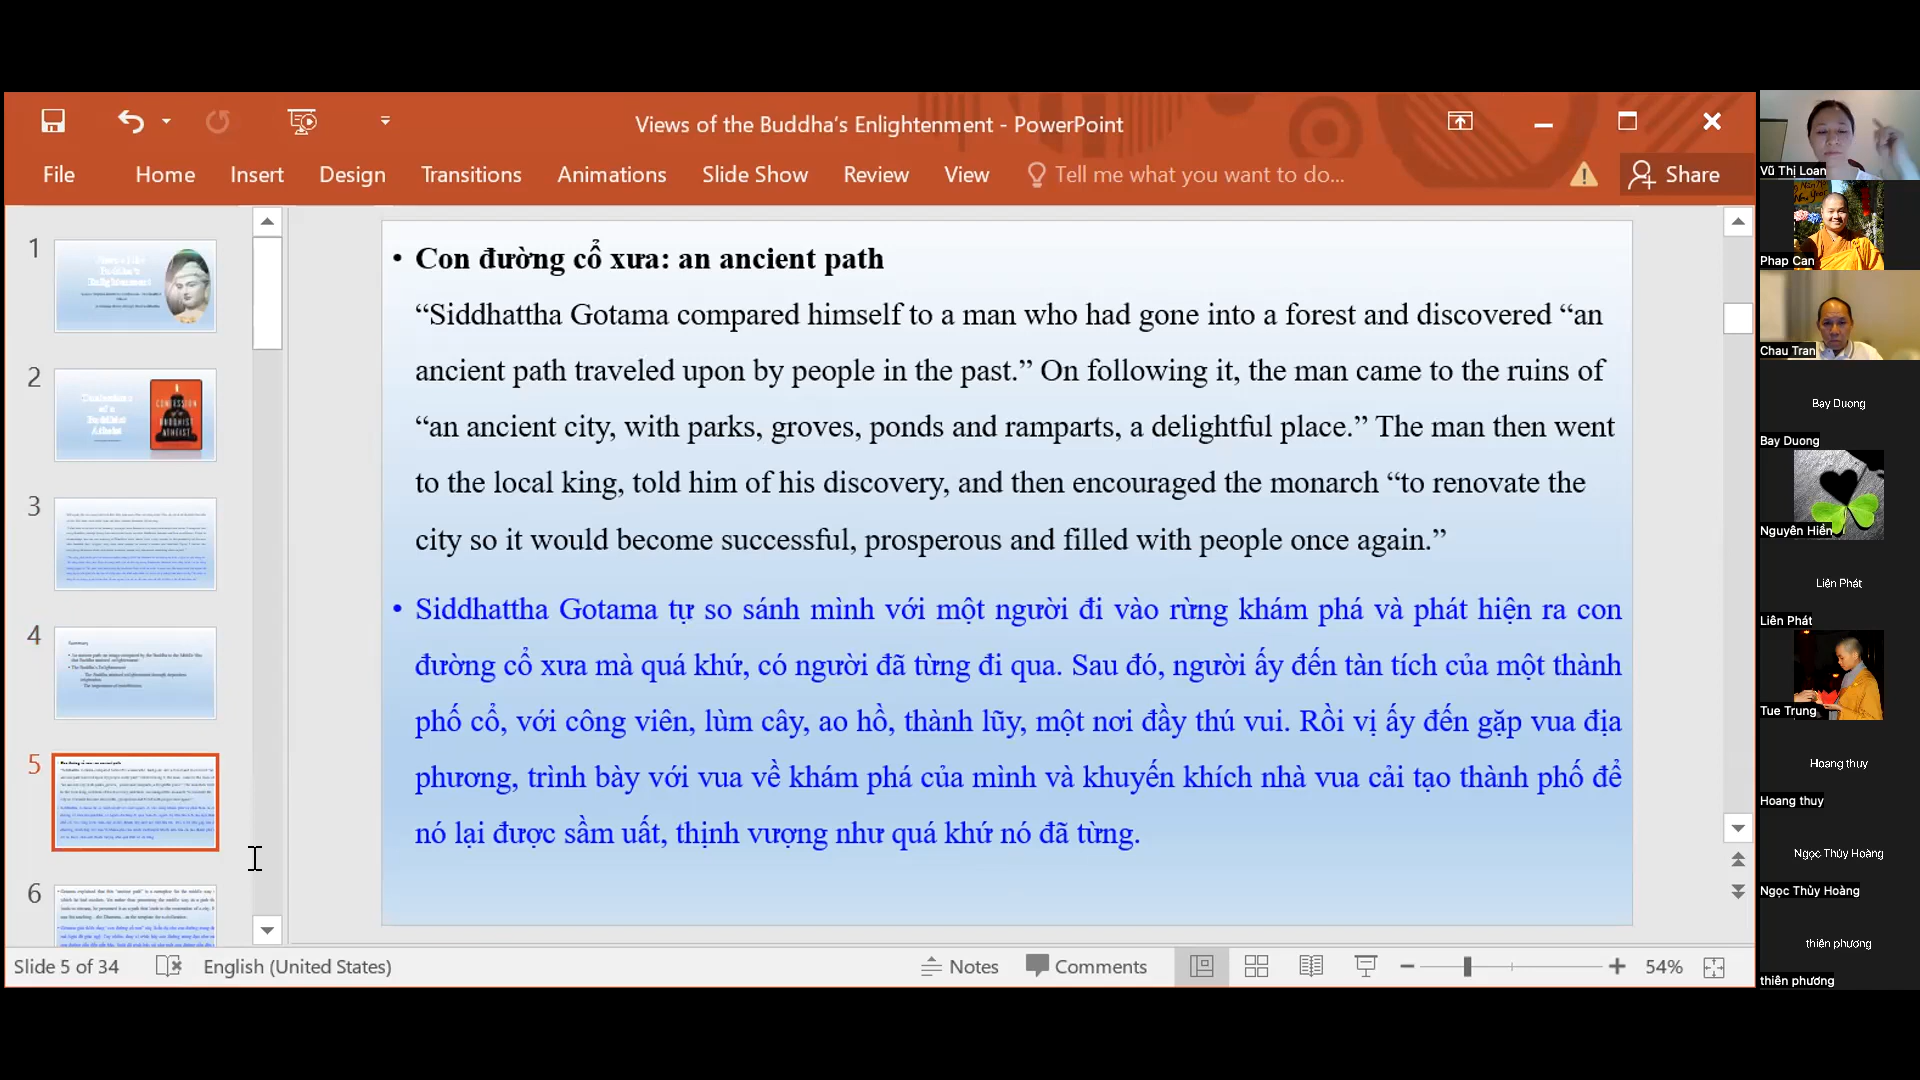 Views of the Buddha's Enlightenment - PowerPoint
File Home Insert Design Transitions Animations Slide Show Review View Tell me what you want to do... Share
1
2
3
4
5
6
• Con đường cổ xưa: an ancient path
“Siddhattha Gotama compared himself to a man who had gone into a forest and discovered “an
ancient path traveled upon by people in the past.” On following it, the man came to the ruins of
“an ancient city, with parks, groves, ponds and ramparts, a delightful place.” The man then went
to the local king, told him of his discovery, and then encouraged the monarch “to renovate the
city so it would become successful, prosperous and filled with people once again.”
• Siddhattha Gotama tự so sánh mình với một người đi vào rừng khám phá và phát hiện ra con
đường cổ xưa mà quá khứ, có người đã từng đi qua. Sau đó, người ấy đến tàn tích của một thành
phố cổ, với công viên, lùm cây, ao hồ, thành lũy, một nơi đầy thú vui. Rồi vị ấy đến gặp vua địa
phương, trình bày với vua về khám phá của mình và khuyến khích nhà vua cải tạo thành phố để
nó lại được sầm uất, thịnh vượng như quá khứ nó đã từng.
Slide 5 of 34 English (United States) Notes Comments 54%
Vũ Thị Loan
Phap Can
Chau Tran
Bay Duong
Bay Duong
Nguyên Hiền
Liên Phát
Liên Phát
Tue Trung
Hoang thuy
Hoang thuy
Ngọc Thủy Hoàng
Ngọc Thủy Hoàng
thiên phương
thiên phương